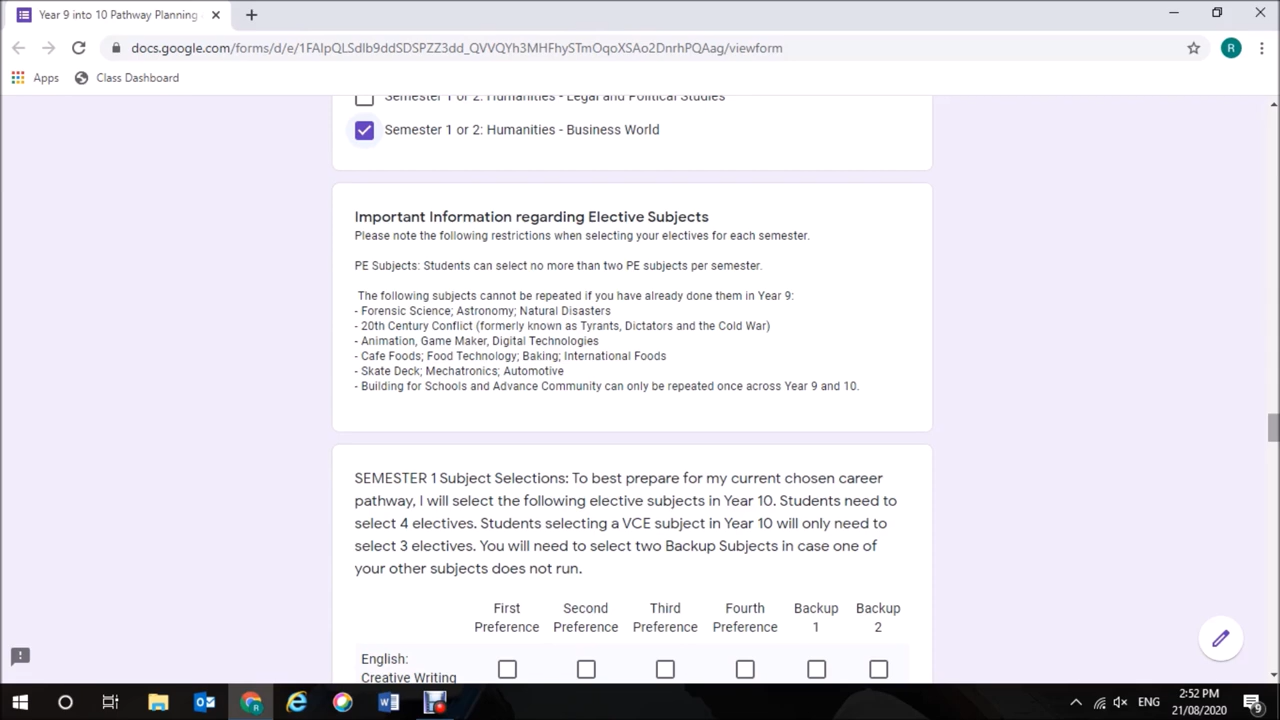 Year 9 into 10 Pathway Planning
docs.google.com/forms/d/e/1FAIpQLSdlb9ddSDSPZZ3dd_QVVQYh3MHFhySTmOqoXSAo2DnrhPQAag/viewform
R
Apps
Class Dashboard
Semester 1 or 2: Humanities - Legal and Political Studies
Semester 1 or 2: Humanities - Business World
Important Information regarding Elective Subjects
Please note the following restrictions when selecting your electives for each semester.
PE Subjects: Students can select no more than two PE subjects per semester.
The following subjects cannot be repeated if you have already done them in Year 9:
- Forensic Science; Astronomy; Natural Disasters
- 20th Century Conflict (formerly known as Tyrants, Dictators and the Cold War)
- Animation, Game Maker, Digital Technologies
- Cafe Foods; Food Technology; Baking; International Foods
- Skate Deck; Mechatronics; Automotive
- Building for Schools and Advance Community can only be repeated once across Year 9 and 10.
SEMESTER 1 Subject Selections: To best prepare for my current chosen career
pathway, I will select the following elective subjects in Year 10. Students need to
select 4 electives. Students selecting a VCE subject in Year 10 will only need to
select 3 electives. You will need to select two Backup Subjects in case one of
your other subjects does not run.
First Preference
Second Preference
Third Preference
Fourth Preference
Backup 1
Backup 2
English:
Creative Writing
ENG
2:52 PM
21/08/2020
9